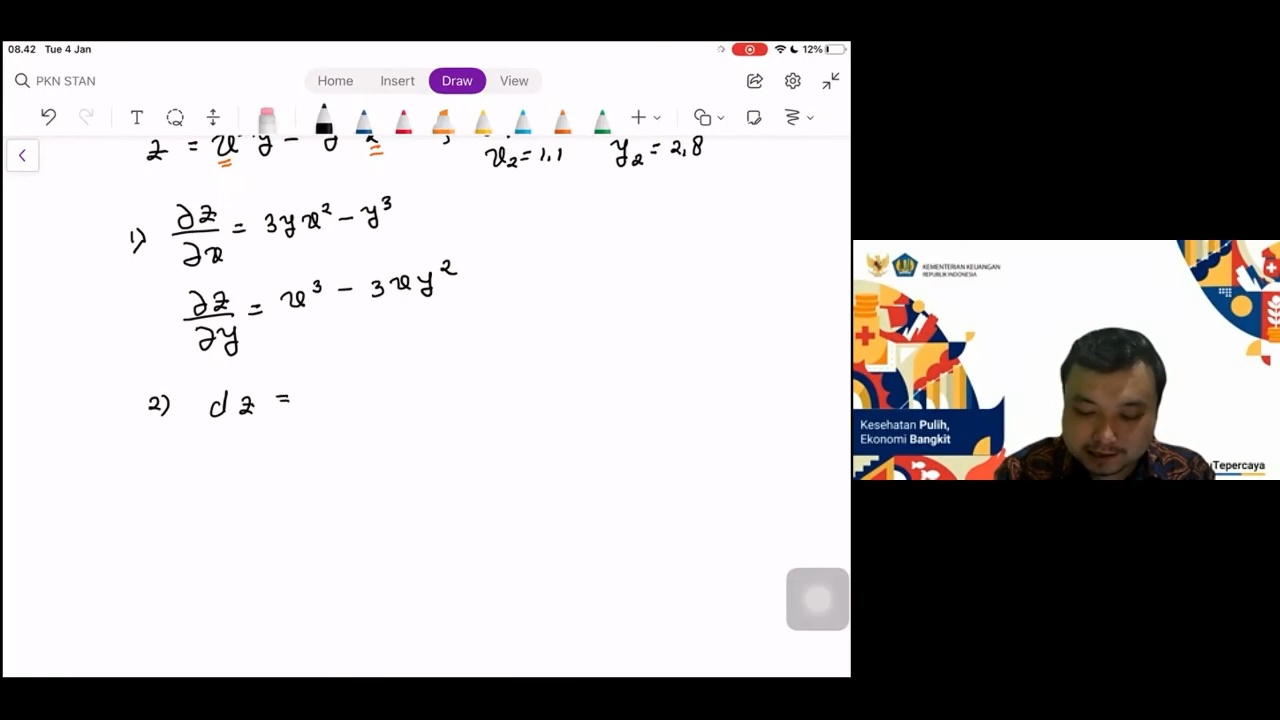 08.42 Tue 4 Jan
12%
PKN STAN
Home Insert Draw View
z = x y - y x
x₂ = 1,1 y₂ = 2,8
1) ∂z/∂x = 3yx² - y³
∂z/∂y = x³ - 3xy²
2) dz =
KEMENTERIAN KEUANGAN
REPUBLIK INDONESIA
Kesehatan Pulih,
Ekonomi Bangkit
Tepercaya